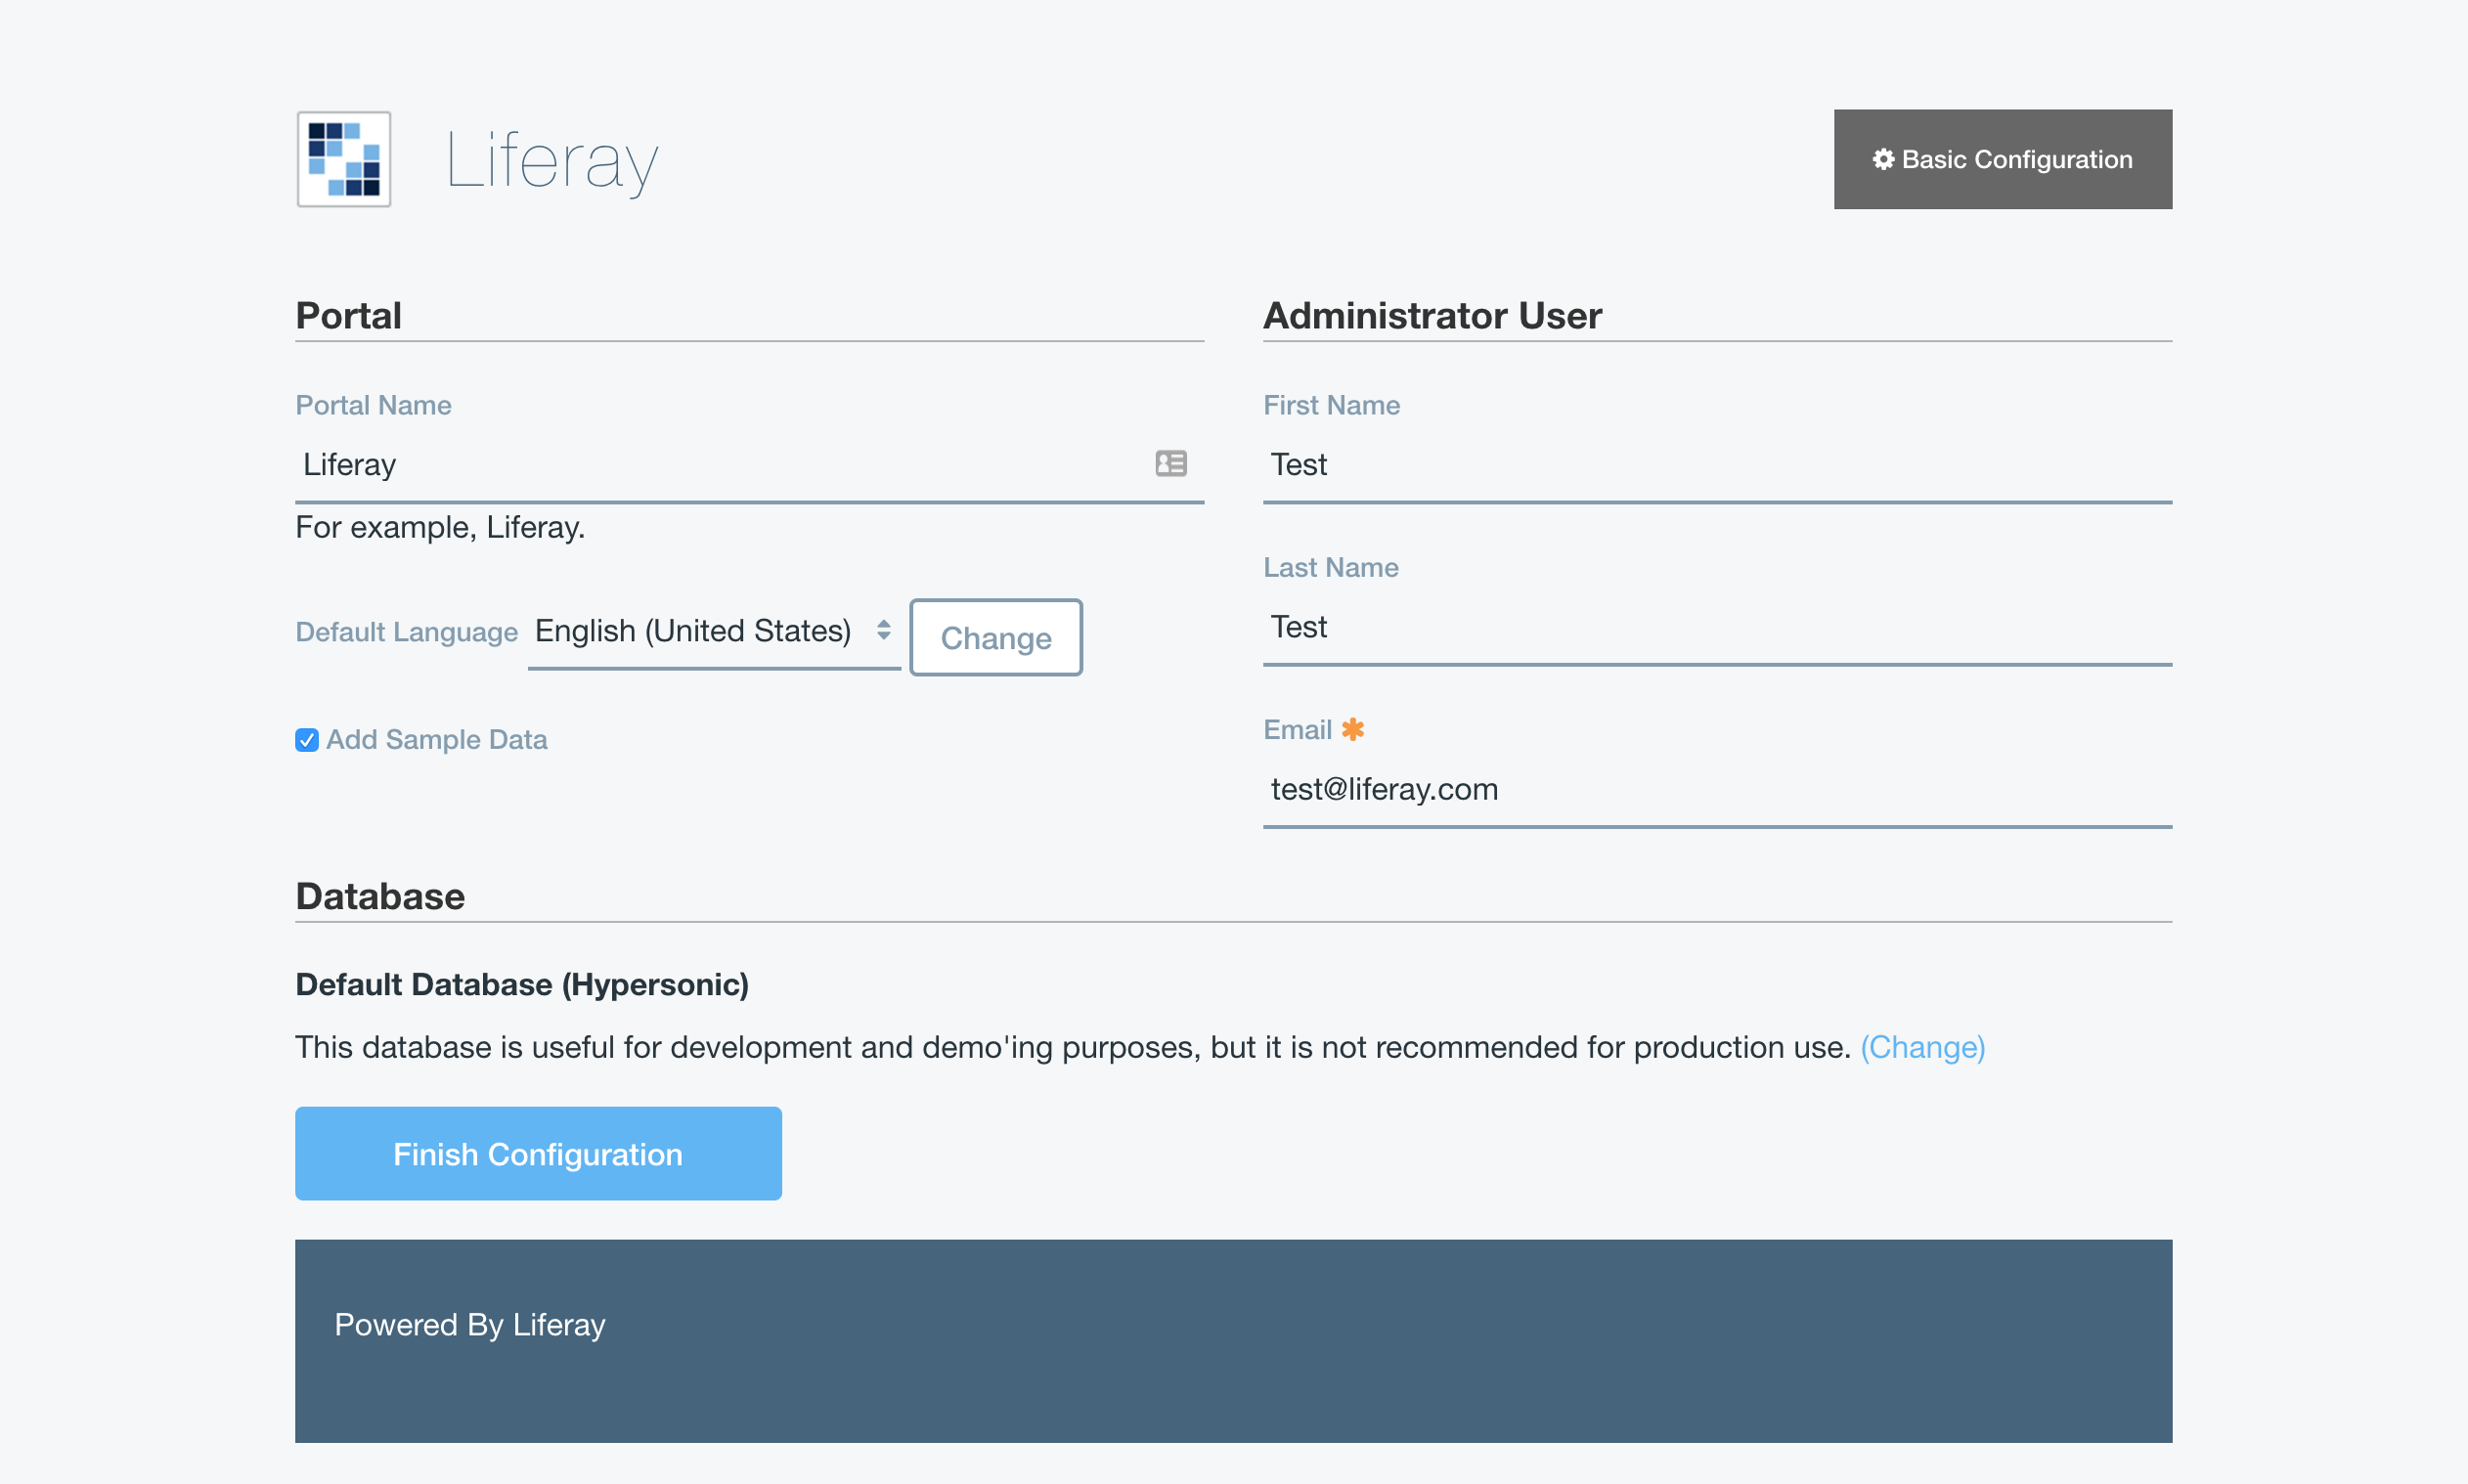 Liferay
Basic Configuration
Portal
Portal Name
Liferay
For example, Liferay.
Default Language English (United States) Change
Add Sample Data
Administrator User
First Name
Test
Last Name
Test
Email
test@liferay.com
Database
Default Database (Hypersonic)
This database is useful for development and demo'ing purposes, but it is not recommended for production use. (Change)
Finish Configuration
Powered By Liferay